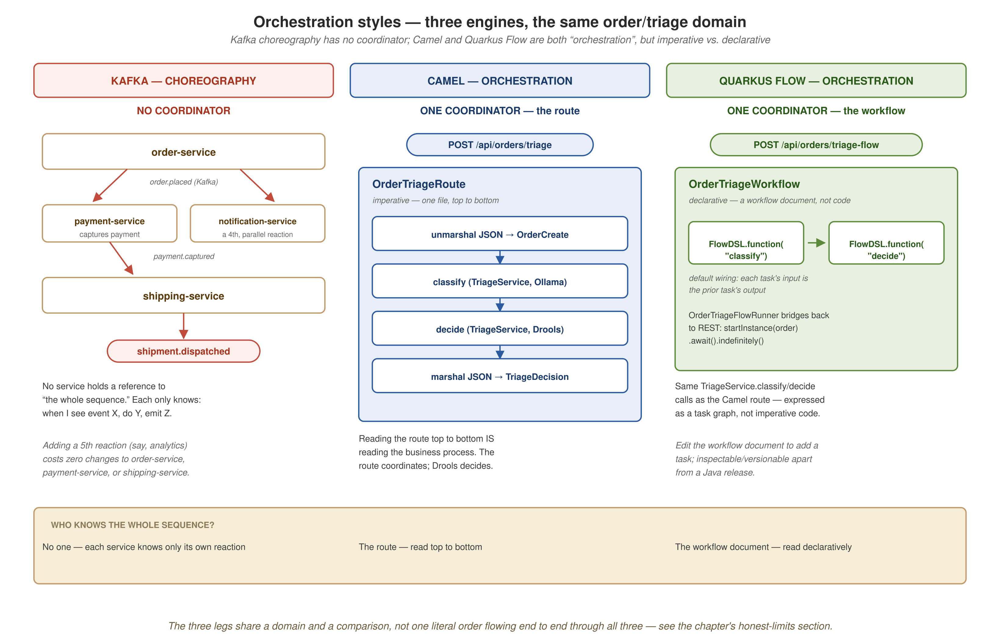 Orchestration styles — three engines, the same order/triage domain
Kafka choreography has no coordinator; Camel and Quarkus Flow are both “orchestration”, but imperative vs. declarative
KAFKA — CHOREOGRAPHY
NO COORDINATOR
order-service
order.placed (Kafka)
payment-service
captures payment
notification-service
a 4th, parallel reaction
payment.captured
shipping-service
shipment.dispatched
No service holds a reference to
“the whole sequence.” Each only knows:
when I see event X, do Y, emit Z.
Adding a 5th reaction (say, analytics)
costs zero changes to order-service,
payment-service, or shipping-service.
CAMEL — ORCHESTRATION
ONE COORDINATOR — the route
POST /api/orders/triage
OrderTriageRoute
imperative — one file, top to bottom
unmarshal JSON → OrderCreate
classify (TriageService, Ollama)
decide (TriageService, Drools)
marshal JSON → TriageDecision
Reading the route top to bottom IS
reading the business process. The
route coordinates; Drools decides.
QUARKUS FLOW — ORCHESTRATION
ONE COORDINATOR — the workflow
POST /api/orders/triage-flow
OrderTriageWorkflow
declarative — a workflow document, not code
FlowDSL.function(
"classify")
FlowDSL.function(
"decide")
default wiring: each task's input is
the prior task's output
OrderTriageFlowRunner bridges back
to REST: startInstance(order)
.await().indefinitely()
Same TriageService.classify/decide
calls as the Camel route — expressed
as a task graph, not imperative code.
Edit the workflow document to add a
task; inspectable/versionable apart
from a Java release.
WHO KNOWS THE WHOLE SEQUENCE?
No one — each service knows only its own reaction
The route — read top to bottom
The workflow document — read declaratively
The three legs share a domain and a comparison, not one literal order flowing end to end through all three — see the chapter's honest-limits section.